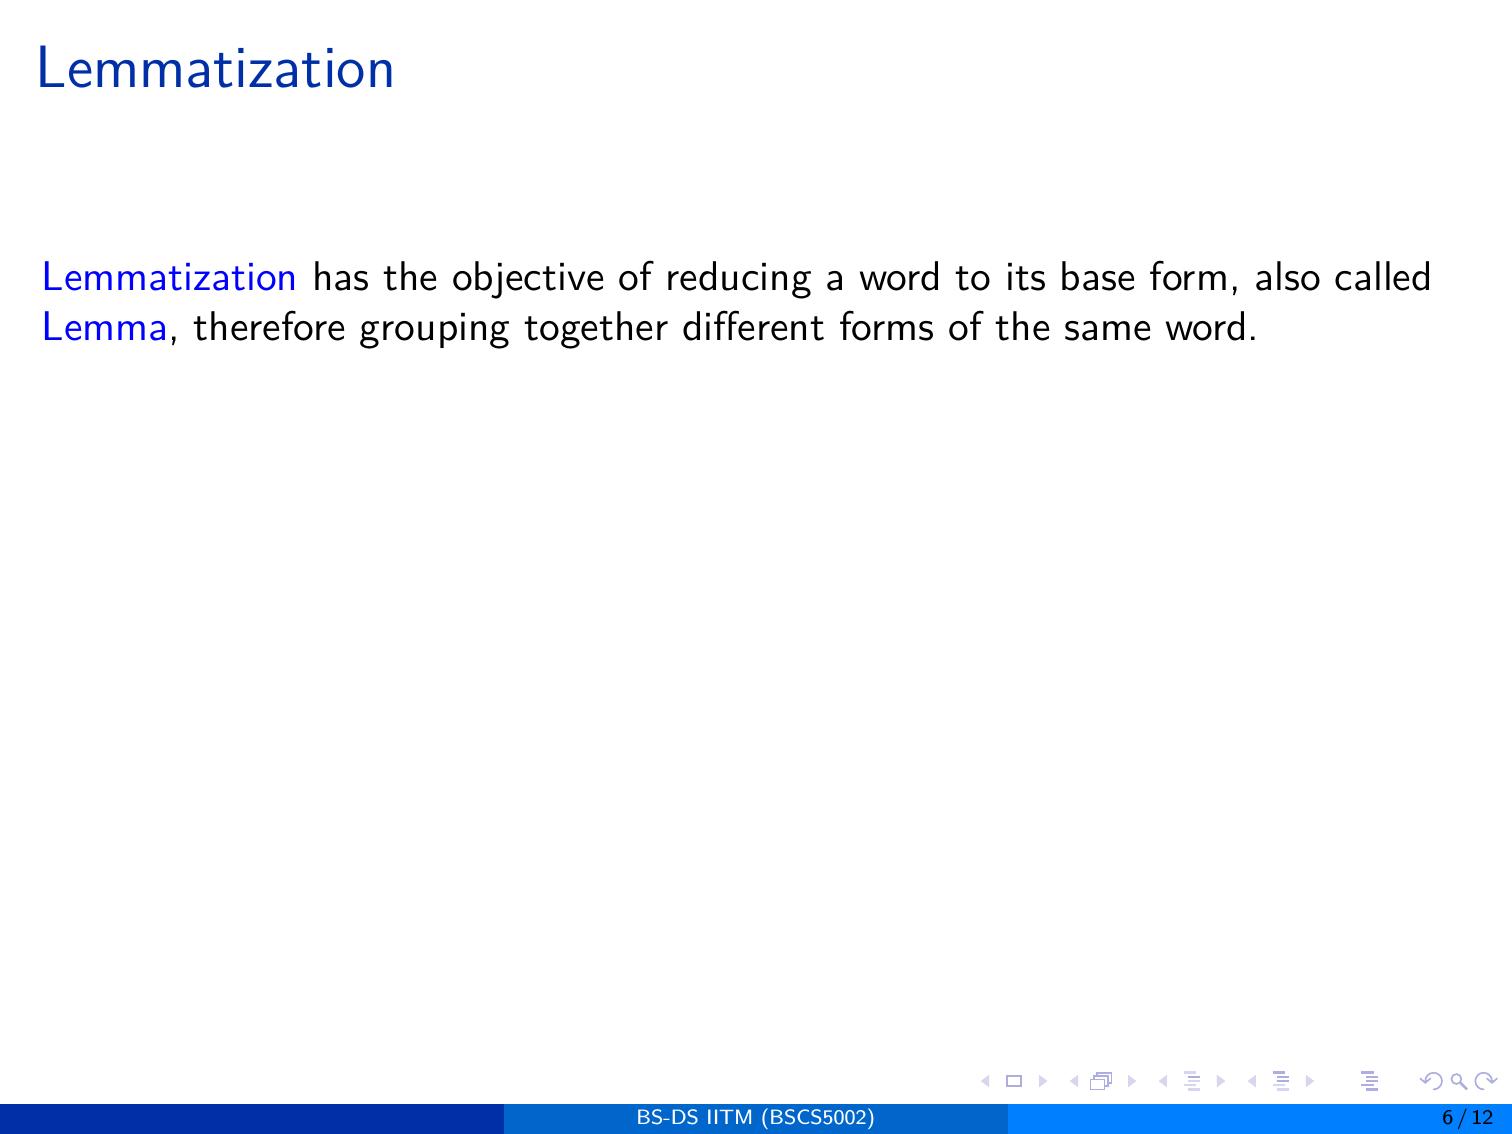 Lemmatization
Lemmatization has the objective of reducing a word to its base form, also called
Lemma, therefore grouping together different forms of the same word.
BS-DS IITM (BSCS5002)
6 / 12